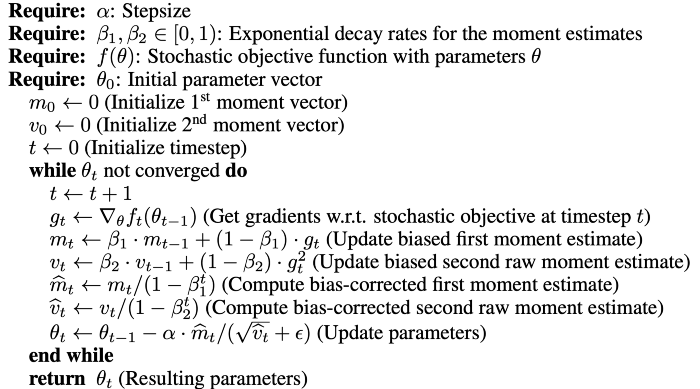 Require: α: Stepsize
Require: β₁, β₂ ∈ [0, 1): Exponential decay rates for the moment estimates
Require: f(θ): Stochastic objective function with parameters θ
Require: θ₀: Initial parameter vector
m₀ ← 0 (Initialize 1ˢᵗ moment vector)
v₀ ← 0 (Initialize 2ⁿᵈ moment vector)
t ← 0 (Initialize timestep)
while θₜ not converged do
t ← t + 1
gₜ ← ∇_θ fₜ(θₜ₋₁) (Get gradients w.r.t. stochastic objective at timestep t)
mₜ ← β₁ · mₜ₋₁ + (1 − β₁) · gₜ (Update biased first moment estimate)
vₜ ← β₂ · vₜ₋₁ + (1 − β₂) · gₜ² (Update biased second raw moment estimate)
m̂ₜ ← mₜ/(1 − β₁ᵗ) (Compute bias-corrected first moment estimate)
v̂ₜ ← vₜ/(1 − β₂ᵗ) (Compute bias-corrected second raw moment estimate)
θₜ ← θₜ₋₁ − α · m̂ₜ/(√v̂ₜ + ϵ) (Update parameters)
end while
return θₜ (Resulting parameters)